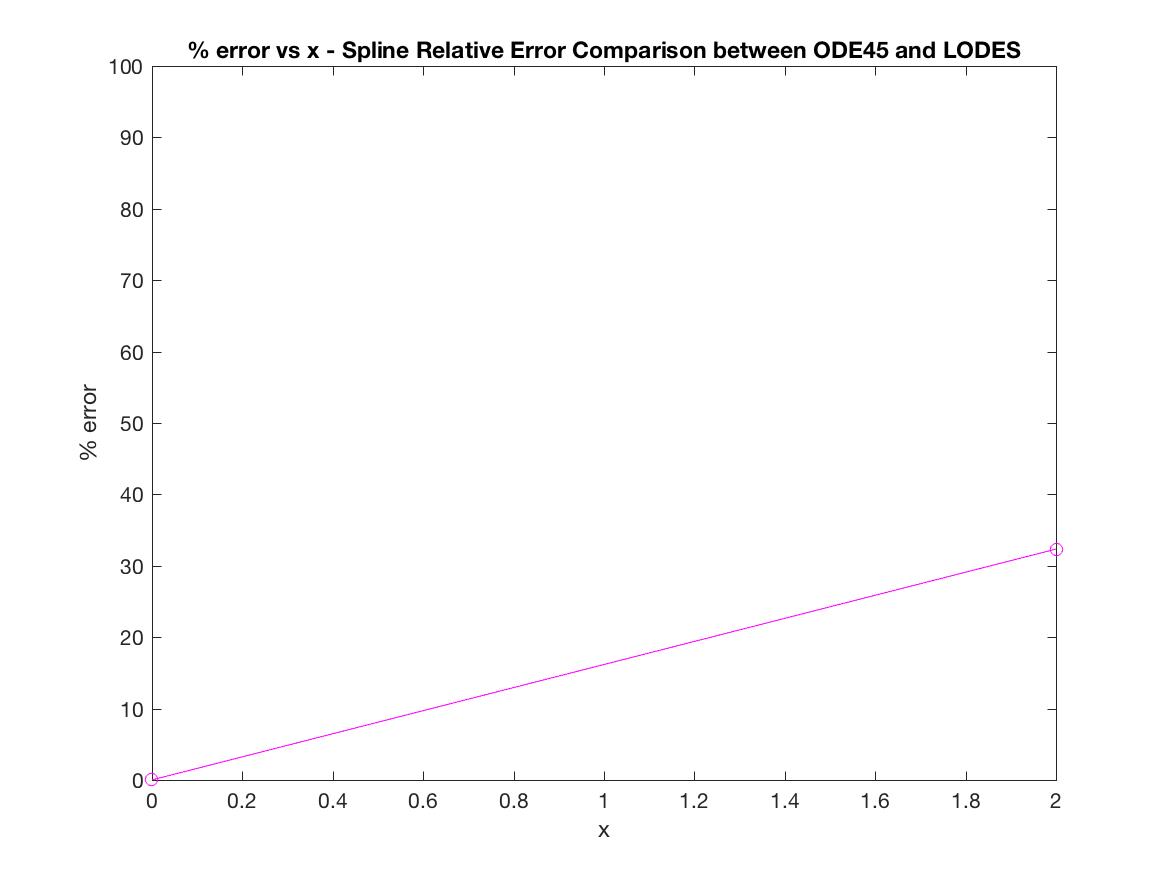 % error vs x - Spline Relative Error Comparison between ODE45 and LODES
100
90
80
70
60
50
40
30
20
10
0
% error
0 0.2 0.4 0.6 0.8 1 1.2 1.4 1.6 1.8 2
x